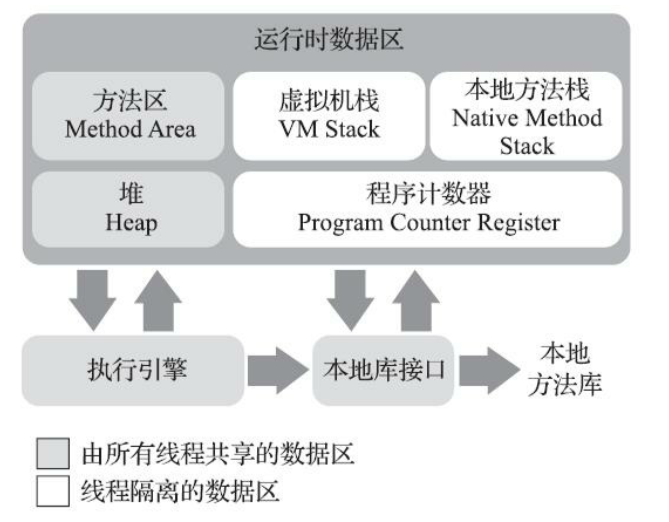 运行时数据区
方法区
Method Area
虚拟机栈
VM Stack
本地方法栈
Native Method
Stack
堆
Heap
程序计数器
Program Counter Register
执行引擎
本地库接口
本地
方法库
由所有线程共享的数据区
线程隔离的数据区